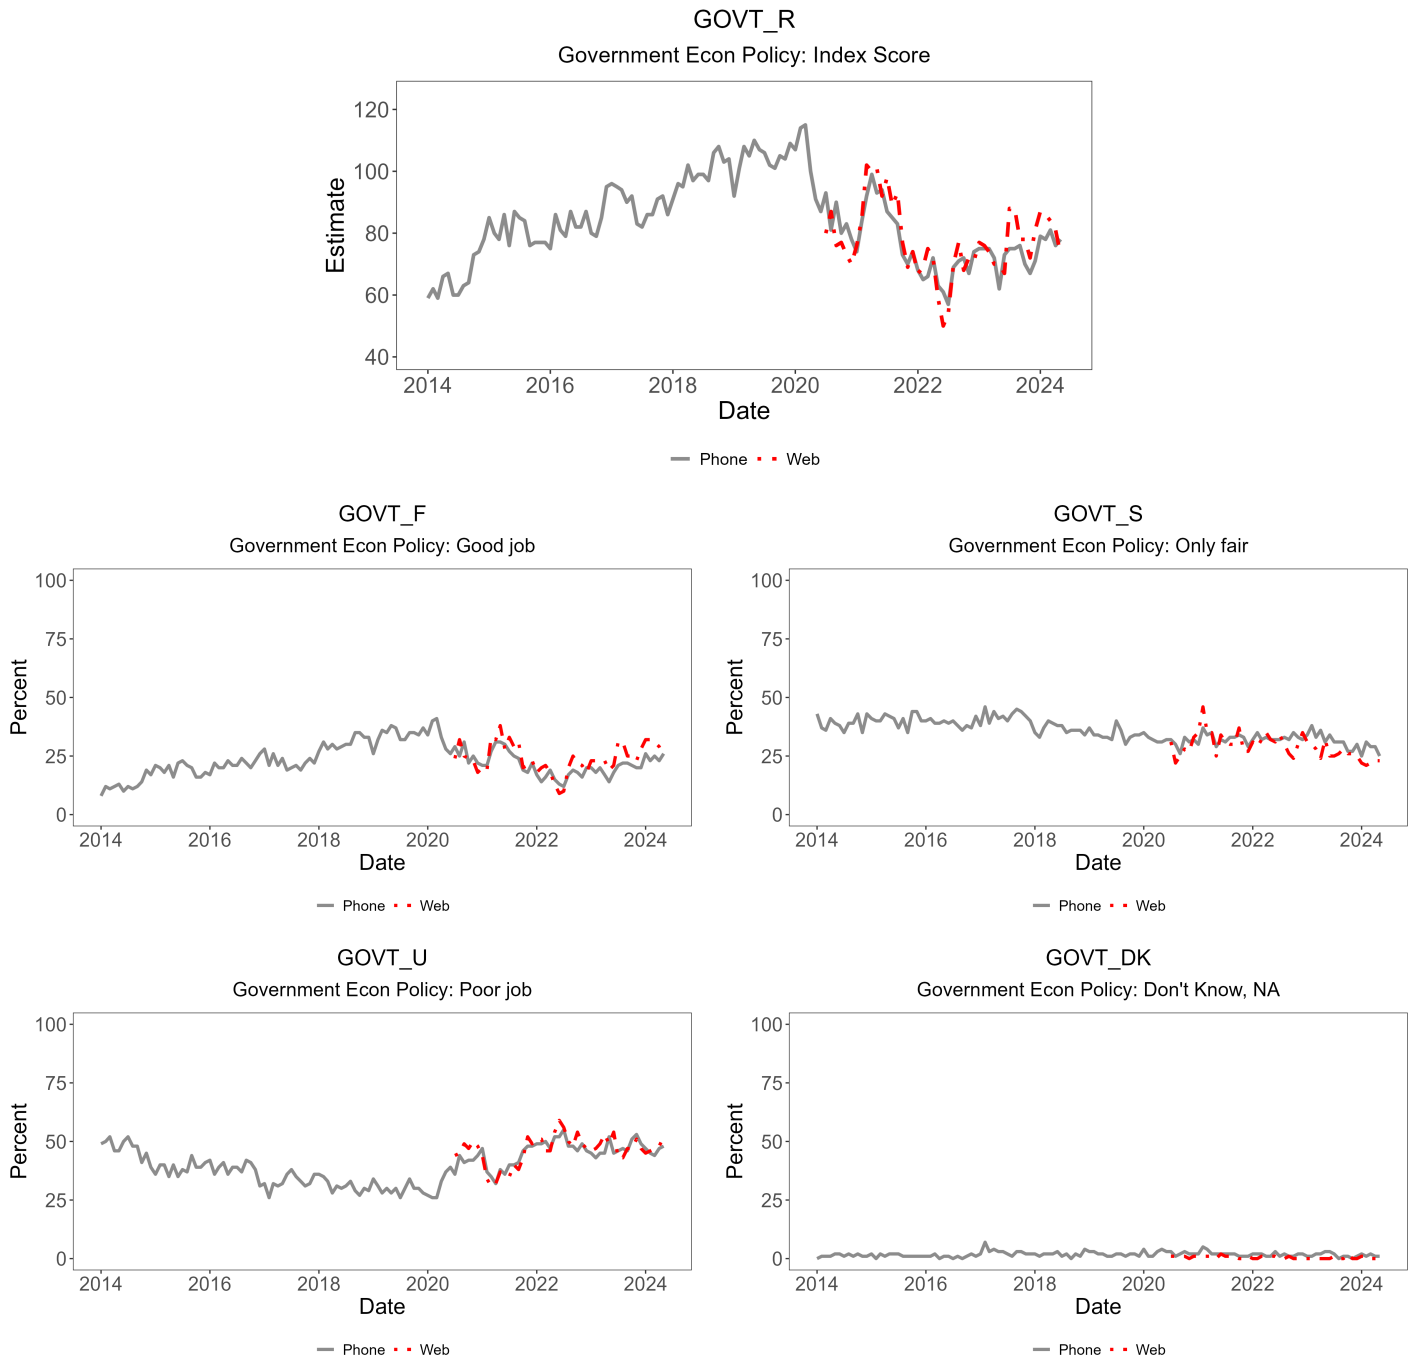 GOVT_R
Government Econ Policy: Index Score
120
100
80
60
40
Estimate
2014 2016 2018 2020 2022 2024
Date
Phone Web
GOVT_F
Government Econ Policy: Good job
100
75
50
25
0
Percent
2014 2016 2018 2020 2022 2024
Date
Phone Web
GOVT_S
Government Econ Policy: Only fair
100
75
50
25
0
Percent
2014 2016 2018 2020 2022 2024
Date
Phone Web
GOVT_U
Government Econ Policy: Poor job
100
75
50
25
0
Percent
2014 2016 2018 2020 2022 2024
Date
Phone Web
GOVT_DK
Government Econ Policy: Don't Know, NA
100
75
50
25
0
Percent
2014 2016 2018 2020 2022 2024
Date
Phone Web